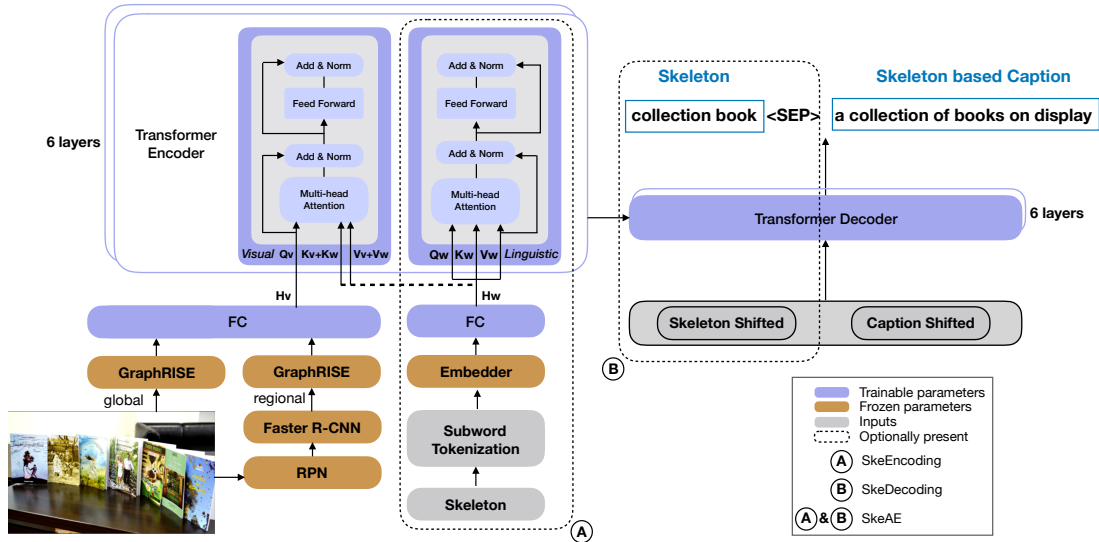 6 layers
Transformer
Encoder
Add & Norm
Feed Forward
Add & Norm
Multi-head
Attention
Visual Qv Kv+Kw Vv+Vw
Add & Norm
Feed Forward
Add & Norm
Multi-head
Attention
Qw Kw Vw Linguistic
Hv
Hw
FC
FC
GraphRISE
GraphRISE
Embedder
global
regional
Faster R-CNN
RPN
Subword
Tokenization
Skeleton
A
Skeleton
Skeleton based Caption
collection book <SEP> a collection of books on display
Transformer Decoder
6 layers
Skeleton Shifted
Caption Shifted
B
Trainable parameters
Frozen parameters
Inputs
Optionally present
A SkeEncoding
B SkeDecoding
A & B SkeAE